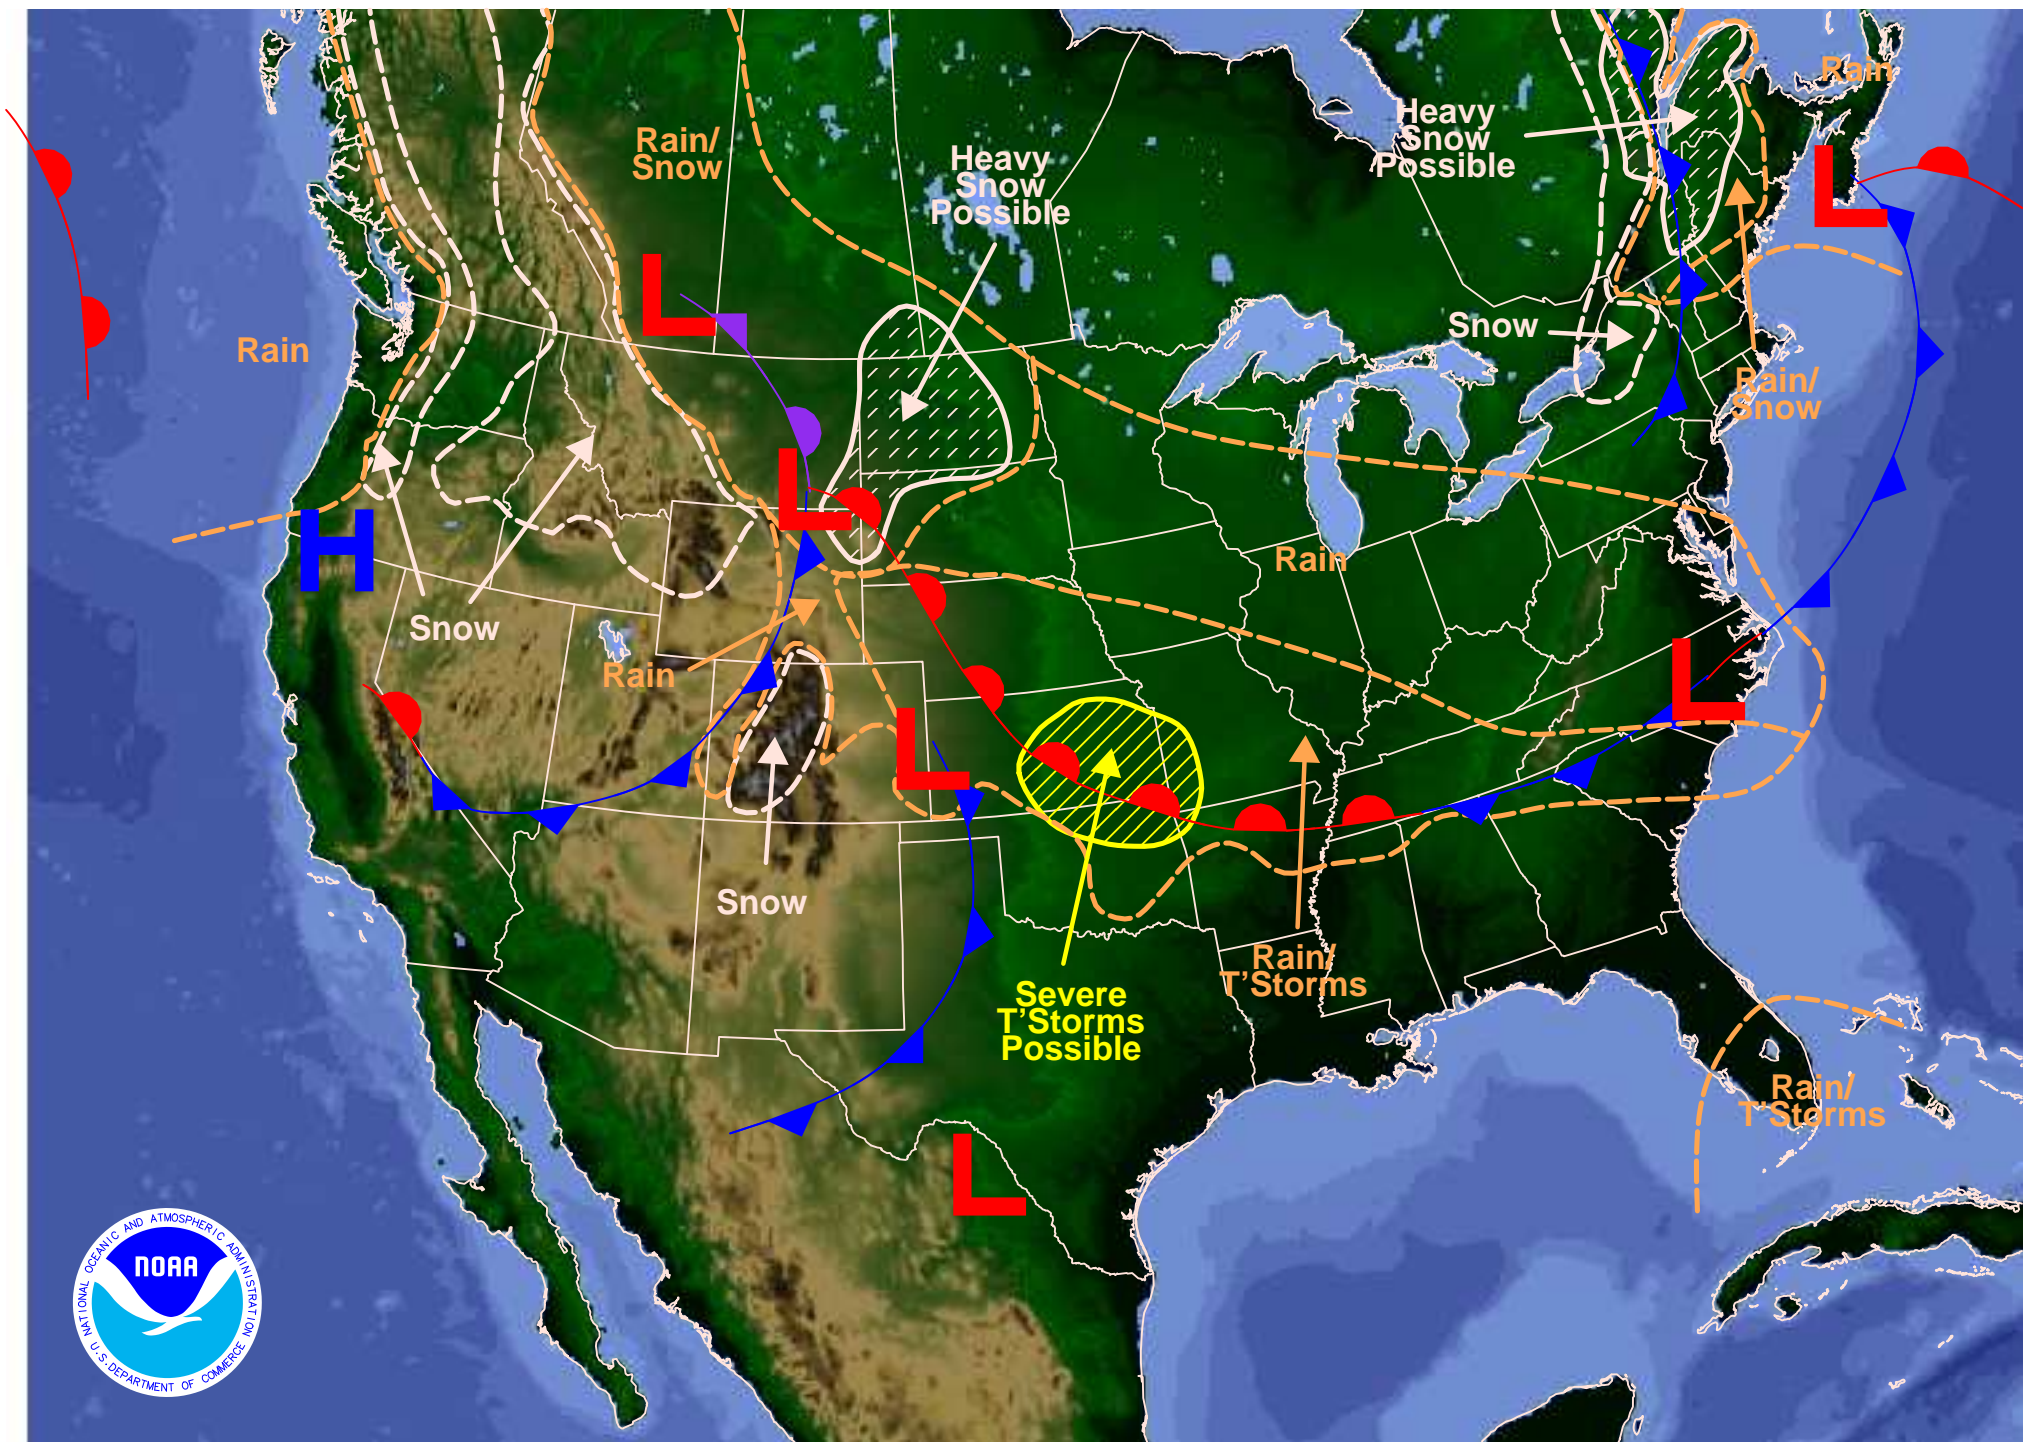 Rain
Heavy
Snow
Possible
Rain/
Snow
Heavy
Snow
Possible
L
L
Snow
Rain
Rain/
Snow
L
H
Rain
Snow
Rain
L
L
Snow
Rain/
T'Storms
Severe
T'Storms
Possible
Rain/
T'Storms
L
NATIONAL OCEANIC AND ATMOSPHERIC ADMINISTRATION
NOAA
U.S. DEPARTMENT OF COMMERCE